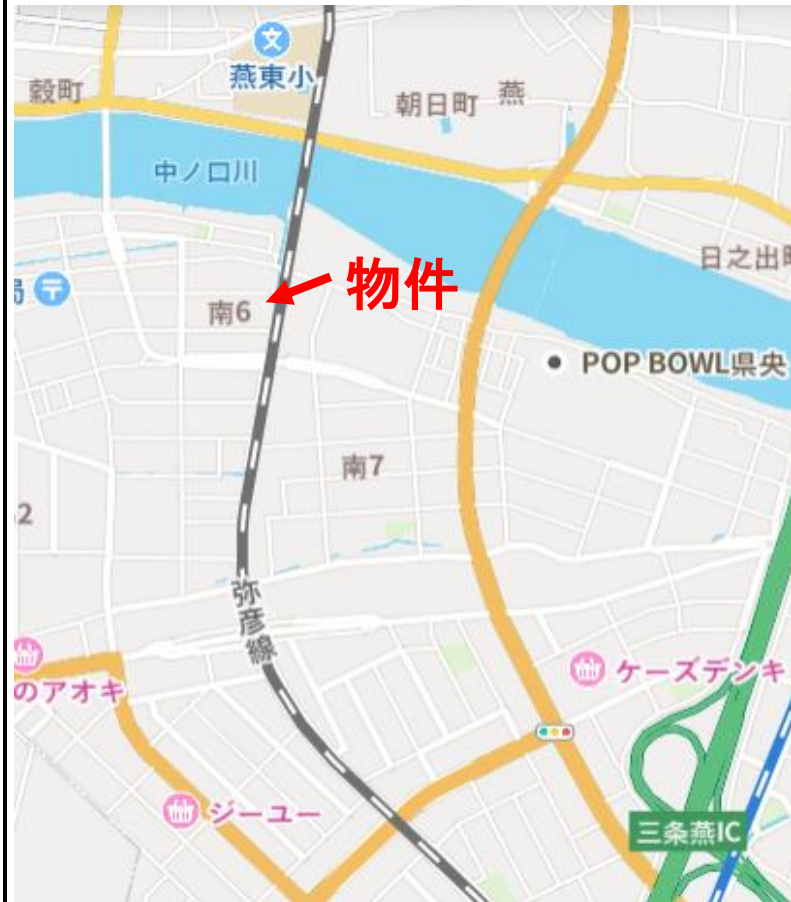 燕東小
穀町
朝日町
燕
中ノ口川
日之出町
局
物件
南6
POP BOWL県央
南7
2
弥彦線
ケーズデンキ
のアオキ
ジーユー
三条燕IC